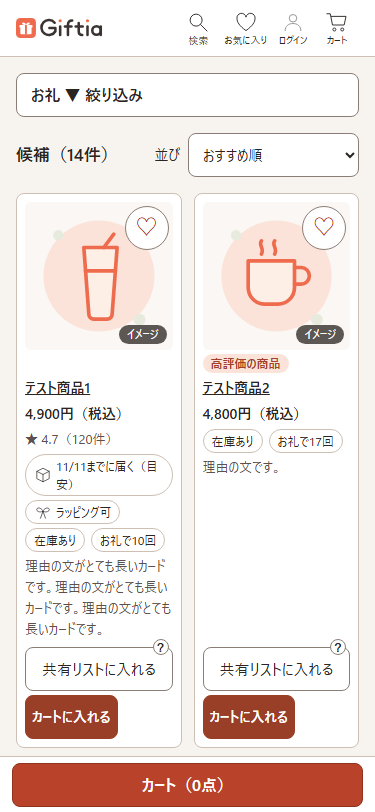 Giftia
検索 お気に入り ログイン カート
お礼 ▼ 絞り込み
候補（14件）
並び おすすめ順
イメージ
テスト商品1
4,900円（税込）
★ 4.7（120件）
11/11までに届く（目
安）
ラッピング可
在庫あり お礼で10回
理由の文がとても長いカード
です。理由の文がとても長い
カードです。理由の文がとても
長いカードです。
?
共有リストに入れる
カートに入れる
イメージ
高評価の商品
テスト商品2
4,800円（税込）
在庫あり お礼で17回
理由の文です。
?
共有リストに入れる
カートに入れる
カート（0点）